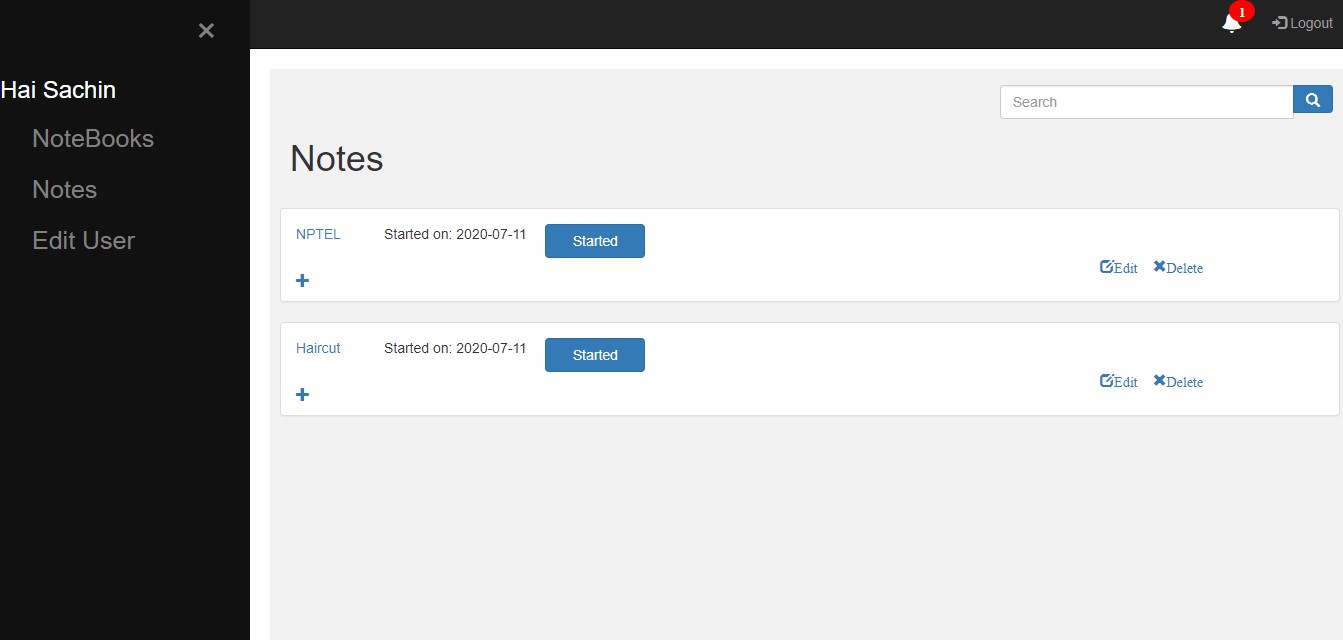 ×
1
Logout
Hai Sachin
NoteBooks
Notes
Edit User
Search
Notes
NPTEL Started on: 2020-07-11 Started
Edit Delete
Haircut Started on: 2020-07-11 Started
Edit Delete